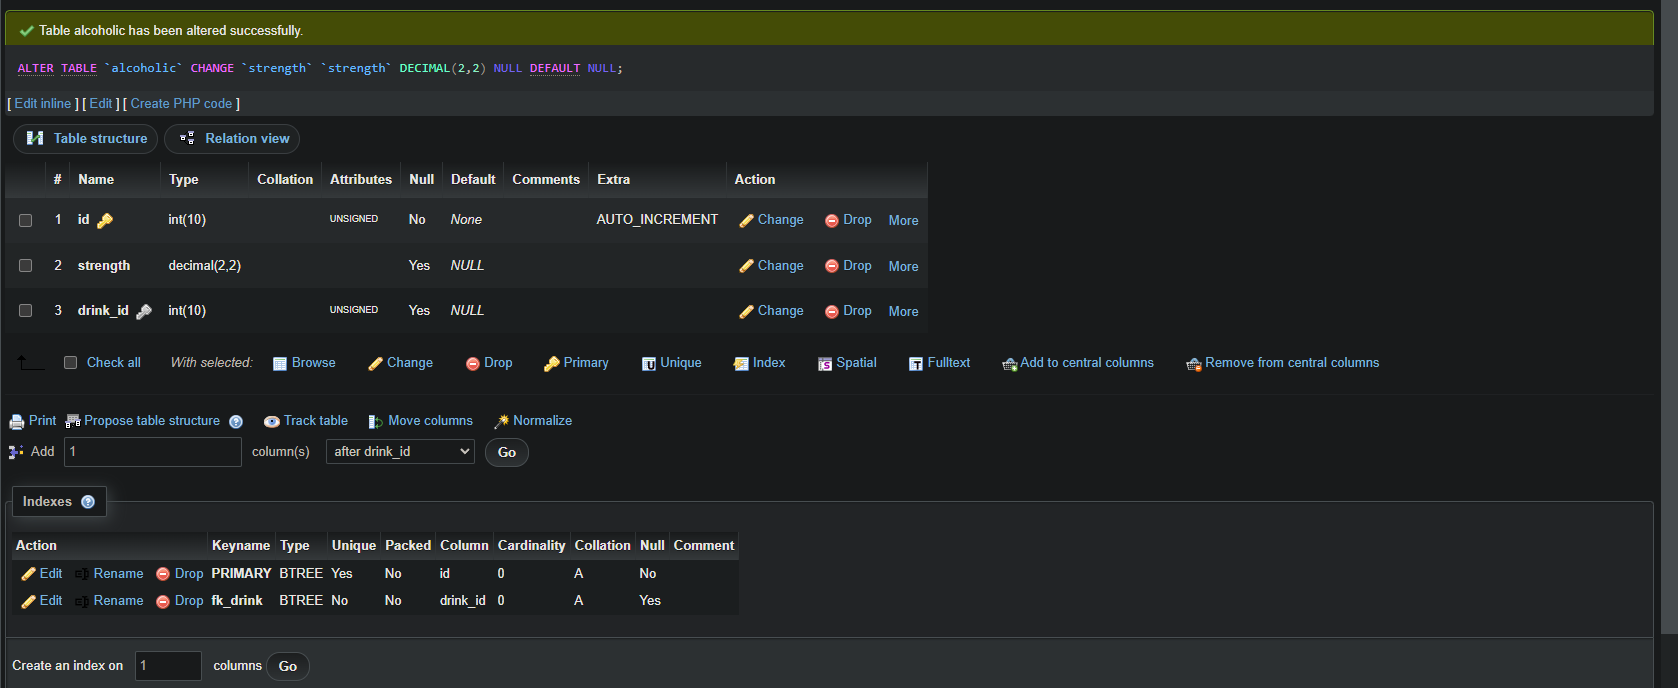 Table alcoholic has been altered successfully.
ALTER TABLE `alcoholic` CHANGE `strength` `strength` DECIMAL(2,2) NULL DEFAULT NULL;
[ Edit inline ] [ Edit ] [ Create PHP code ]
Table structure Relation view
# Name Type Collation Attributes Null Default Comments Extra Action
1 id int(10) UNSIGNED No None AUTO_INCREMENT Change Drop More
2 strength decimal(2,2) Yes NULL Change Drop More
3 drink_id int(10) UNSIGNED Yes NULL Change Drop More
Check all With selected: Browse Change Drop Primary Unique Index Spatial Fulltext Add to central columns Remove from central columns
Print Propose table structure Track table Move columns Normalize
Add 1 column(s) after drink_id Go
Indexes
Action Keyname Type Unique Packed Column Cardinality Collation Null Comment
Edit Rename Drop PRIMARY BTREE Yes No id 0 A No
Edit Rename Drop fk_drink BTREE No No drink_id 0 A Yes
Create an index on 1 columns Go